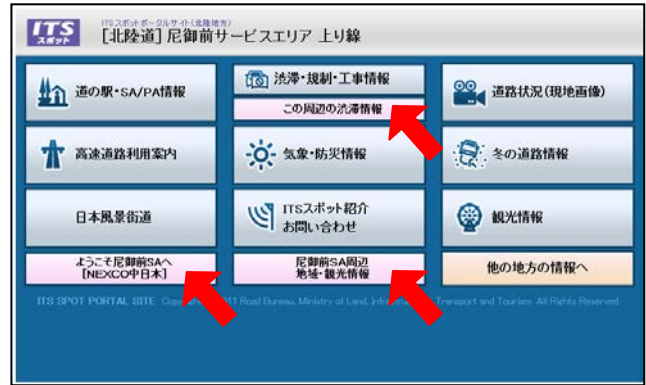 ITS
スポット
ITSスポット ポータルサイト(北陸地方)
[北陸道] 尼御前サービスエリア 上り線
道の駅・SA/PA情報
渋滞・規制・工事情報
この周辺の渋滞情報
道路状況(現地画像)
高速道路利用案内
気象・防災情報
冬の道路情報
日本風景街道
ITSスポット紹介
お問い合わせ
観光情報
ようこそ尼御前SAへ
[NEXCO中日本]
尼御前SA周辺
地域・観光情報
他の地方の情報へ
ITS SPOT PORTAL SITE Copyright 11 Road Bureau. Ministry of Land, Transport and Tourism. All Rights Reserved